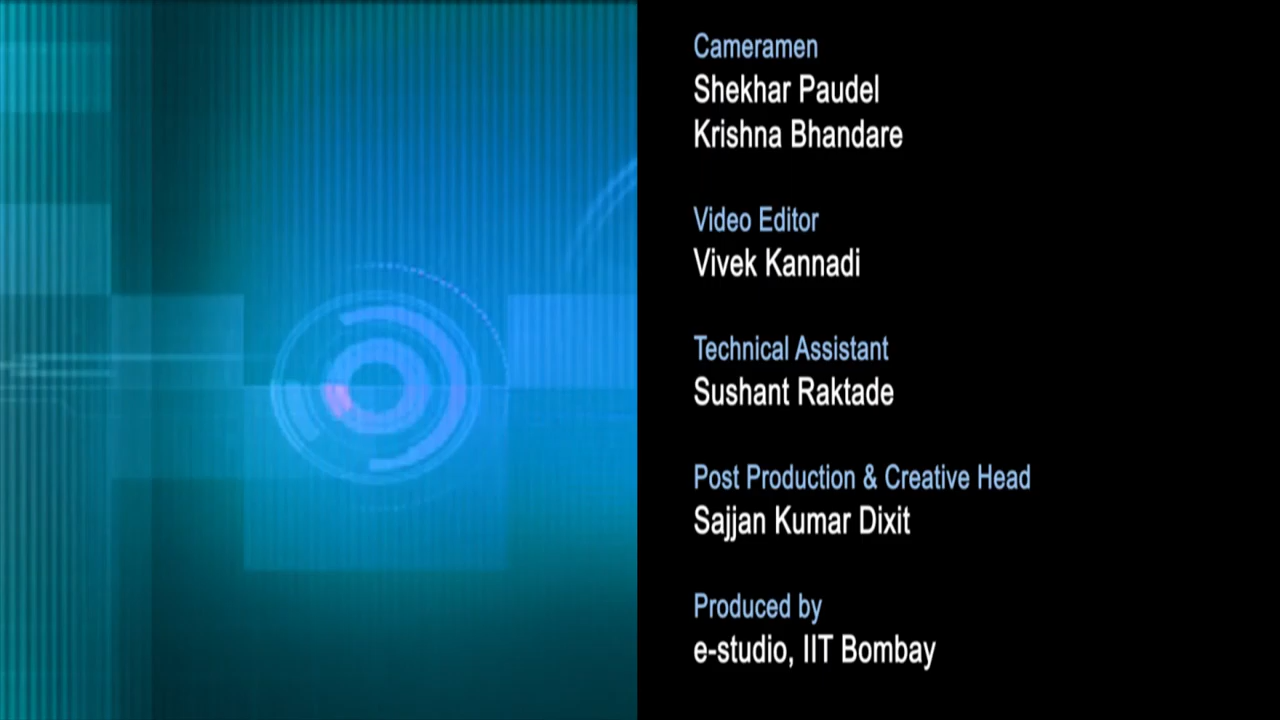 Cameramen
Shekhar Paudel
Krishna Bhandare
Video Editor
Vivek Kannadi
Technical Assistant
Sushant Raktade
Post Production & Creative Head
Sajjan Kumar Dixit
Produced by
e-studio, IIT Bombay